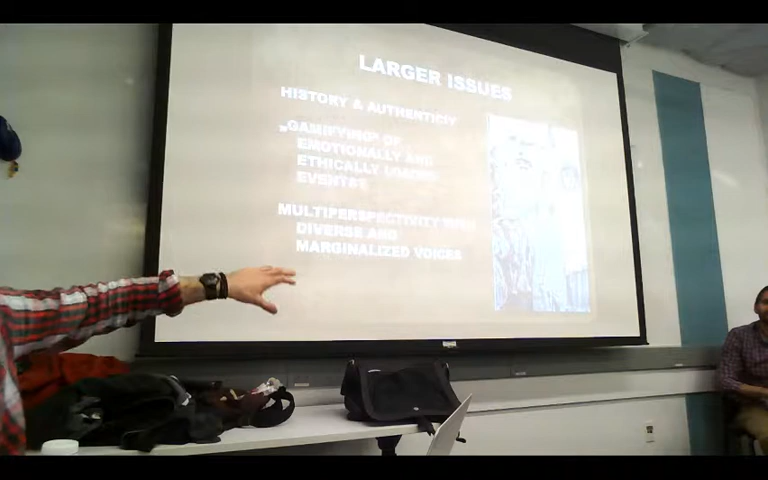 LARGER ISSUES
HISTORY & AUTHENTICITY
„GAMIFYING" OF
EMOTIONALLY AND
ETHICALLY LOADED
EVENTS?
MULTIPERSPECTIVITY WITH
DIVERSE AND
MARGINALIZED VOICES